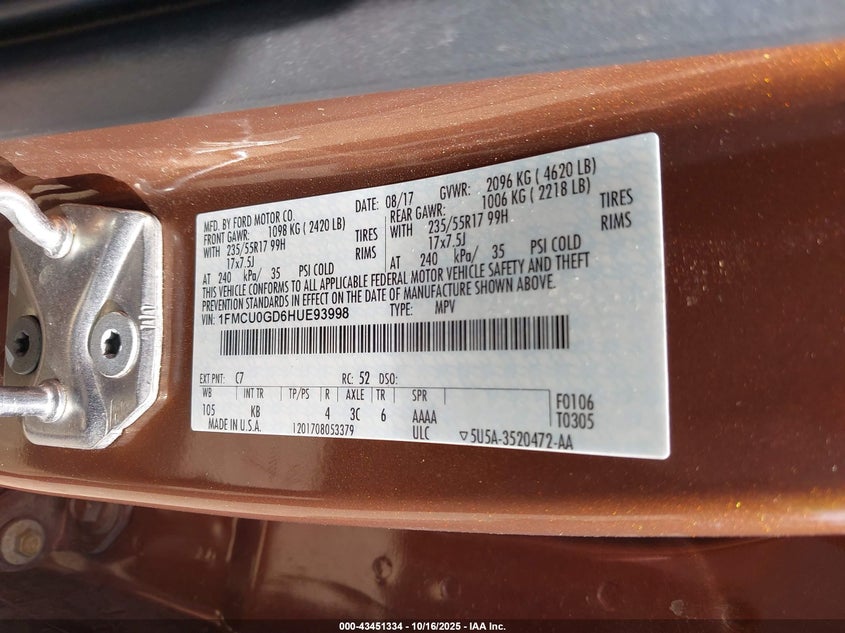 MFD. BY FORD MOTOR CO.
DATE: 08/17 GVWR: 2096 KG ( 4620 LB)
FRONT GAWR: 1098 KG ( 2420 LB)
REAR GAWR: 1006 KG ( 2218 LB)
WITH 235/55R17 99H TIRES
WITH 235/55R17 99H TIRES
17x7.5J RIMS
17x7.5J RIMS
AT 240 kPa/ 35 PSI COLD
AT 240 kPa/ 35 PSI COLD
THIS VEHICLE CONFORMS TO ALL APPLICABLE FEDERAL MOTOR VEHICLE SAFETY AND THEFT
PREVENTION STANDARDS IN EFFECT ON THE DATE OF MANUFACTURE SHOWN ABOVE.
VIN: 1FMCU0GD6HUE93998 TYPE: MPV
EXT PNT: C7 RC: 52 DSO:
WB INT TR TP/PS R AXLE TR SPR
105 KB 4 3C 6 AAAA
F0106
T0305
MADE IN U.S.A. I201708053379 ULC ▽5U5A-3520472-AA
000-43451334 | 10/16/2025 - IAA Inc.